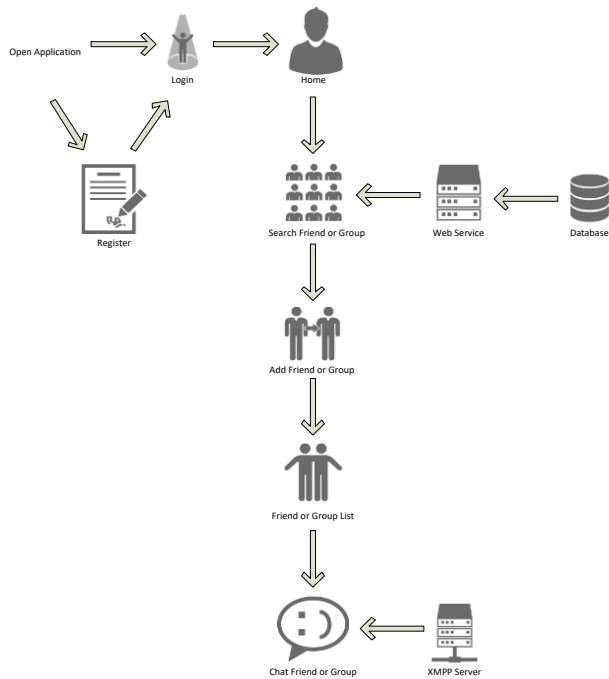 Open Application
Login
Home
Register
Search Friend or Group
Web Service
Database
Add Friend or Group
Friend or Group List
Chat Friend or Group
XMPP Server